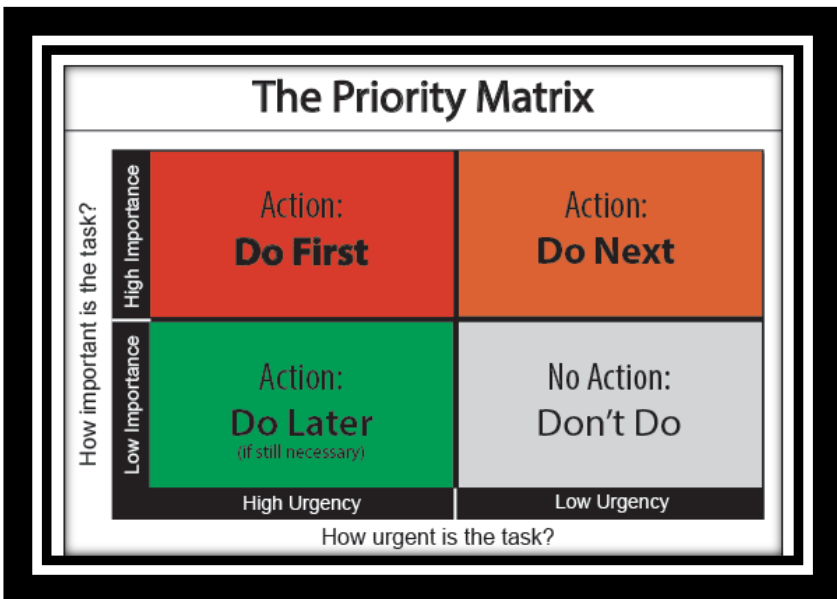 The Priority Matrix
How important is the task?
High Importance
Action:
Do First
Action:
Do Next
Low Importance
Action:
Do Later
(if still necessary)
No Action:
Don't Do
High Urgency
Low Urgency
How urgent is the task?